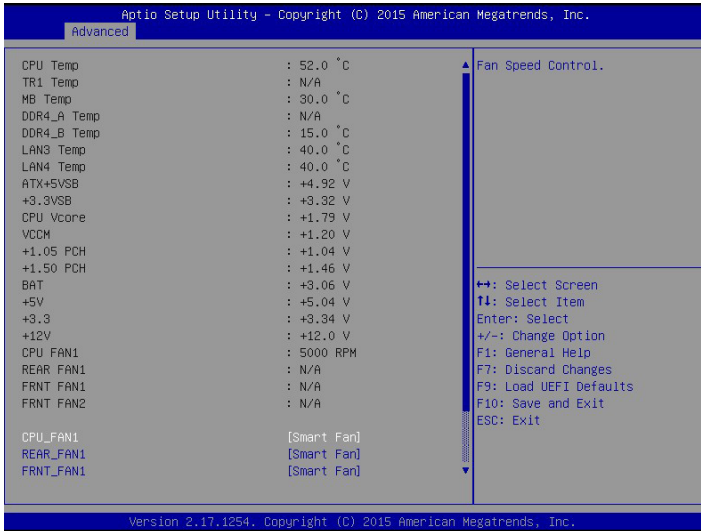 Aptio Setup Utility – Copyright (C) 2015 American Megatrends, Inc.
Advanced
CPU Temp : 52.0 °C
TR1 Temp : N/A
MB Temp : 30.0 °C
DDR4_A Temp : N/A
DDR4_B Temp : 15.0 °C
LAN3 Temp : 40.0 °C
LAN4 Temp : 40.0 °C
ATX+5VSB : +4.92 V
+3.3VSB : +3.32 V
CPU Vcore : +1.79 V
VCCM : +1.20 V
+1.05 PCH : +1.04 V
+1.50 PCH : +1.46 V
BAT : +3.06 V
+5V : +5.04 V
+3.3 : +3.34 V
+12V : +12.0 V
CPU FAN1 : 5000 RPM
REAR FAN1 : N/A
FRNT FAN1 : N/A
FRNT FAN2 : N/A
CPU_FAN1 [Smart Fan]
REAR_FAN1 [Smart Fan]
FRNT_FAN1 [Smart Fan]
Fan Speed Control.
↔: Select Screen
↑↓: Select Item
Enter: Select
+/-: Change Option
F1: General Help
F7: Discard Changes
F9: Load UEFI Defaults
F10: Save and Exit
ESC: Exit
Version 2.17.1254. Copyright (C) 2015 American Megatrends, Inc.